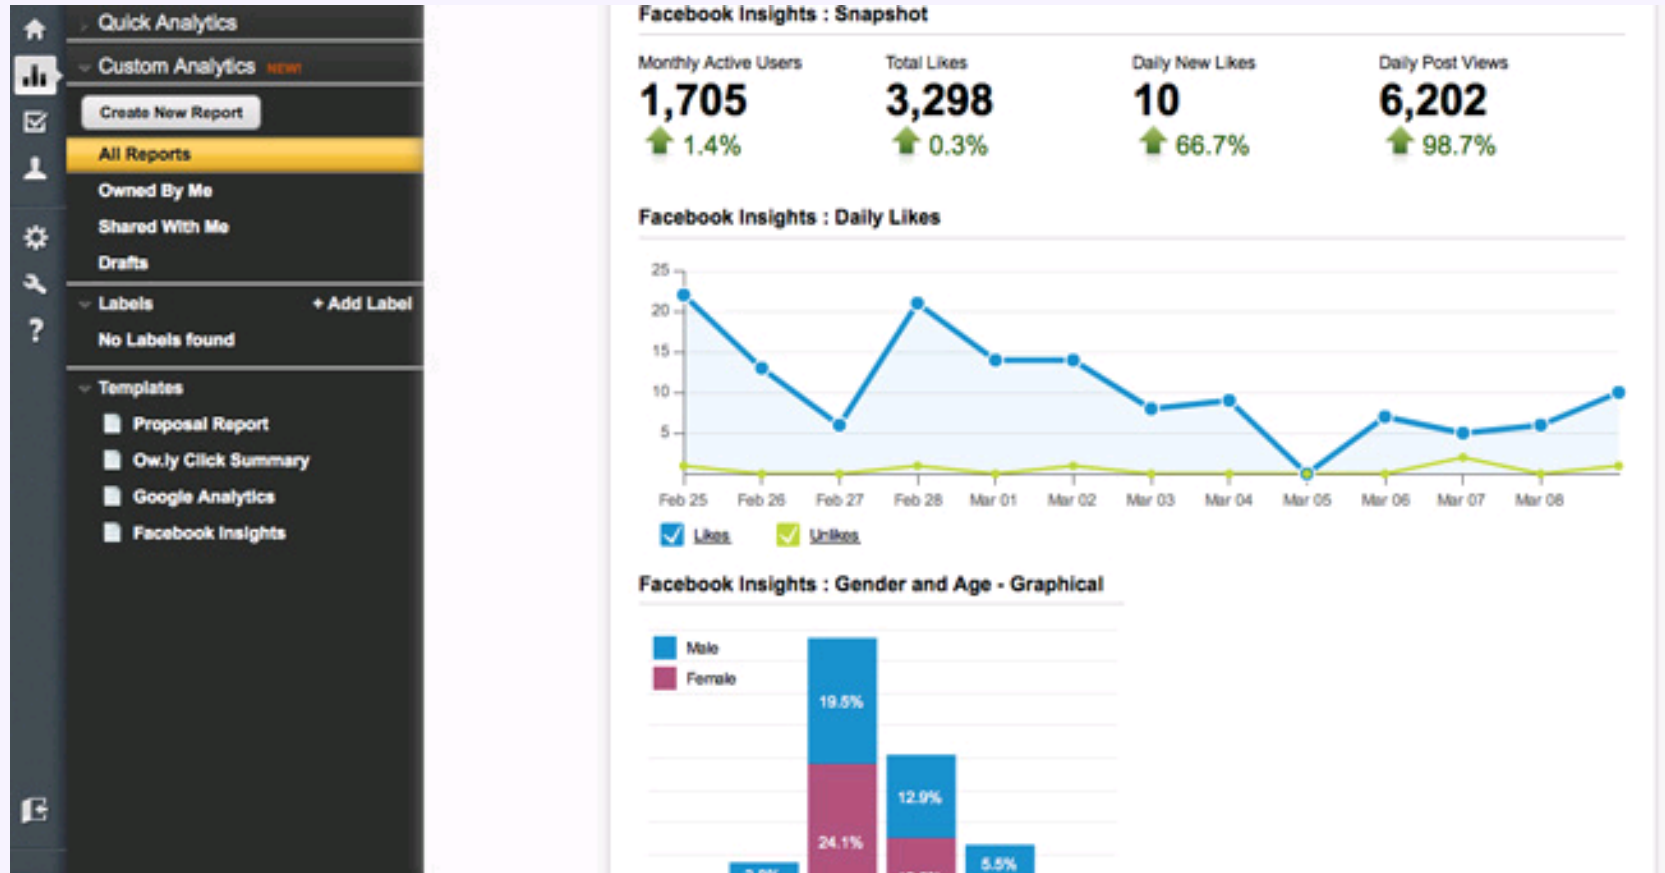 Quick Analytics
Custom Analytics NEW!
Create New Report
All Reports
Owned By Me
Shared With Me
Drafts
Labels + Add Label
No Labels found
Templates
Proposal Report
Ow.ly Click Summary
Google Analytics
Facebook Insights
?
Facebook Insights : Snapshot
Monthly Active Users Total Likes Daily New Likes Daily Post Views
1,705 3,298 10 6,202
1.4% 0.3% 66.7% 98.7%
Facebook Insights : Daily Likes
25
20
15
10
5
Feb 25 Feb 26 Feb 27 Feb 28 Mar 01 Mar 02 Mar 03 Mar 04 Mar 05 Mar 06 Mar 07 Mar 08
Likes Unlikes
Facebook Insights : Gender and Age - Graphical
Male
Female
19.5%
12.9%
24.1%
5.5%